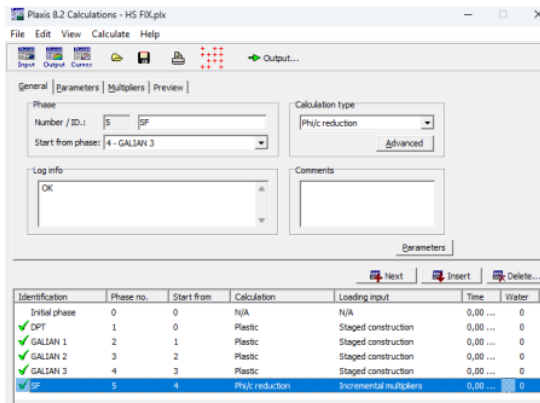 Plaxis 8.2 Calculations - HS FIX.plx
File Edit View Calculate Help
Input Output Curves Output...
General Parameters Multipliers Preview
Phase
Number / ID.: 5 SF
Start from phase: 4 - GALIAN 3
Calculation type
Phi/c reduction
Advanced
Log info
OK
Comments
Parameters
Next Insert Delete...
Identification Phase no. Start from Calculation Loading input Time Water
Initial phase 0 0 N/A N/A 0,00 ... 0
DPT 1 0 Plastic Staged construction 0,00 ... 0
GALIAN 1 2 1 Plastic Staged construction 0,00 ... 0
GALIAN 2 3 2 Plastic Staged construction 0,00 ... 0
GALIAN 3 4 3 Plastic Staged construction 0,00 ... 0
SF 5 4 Phi/c reduction Incremental multipliers 0,00 ... 0